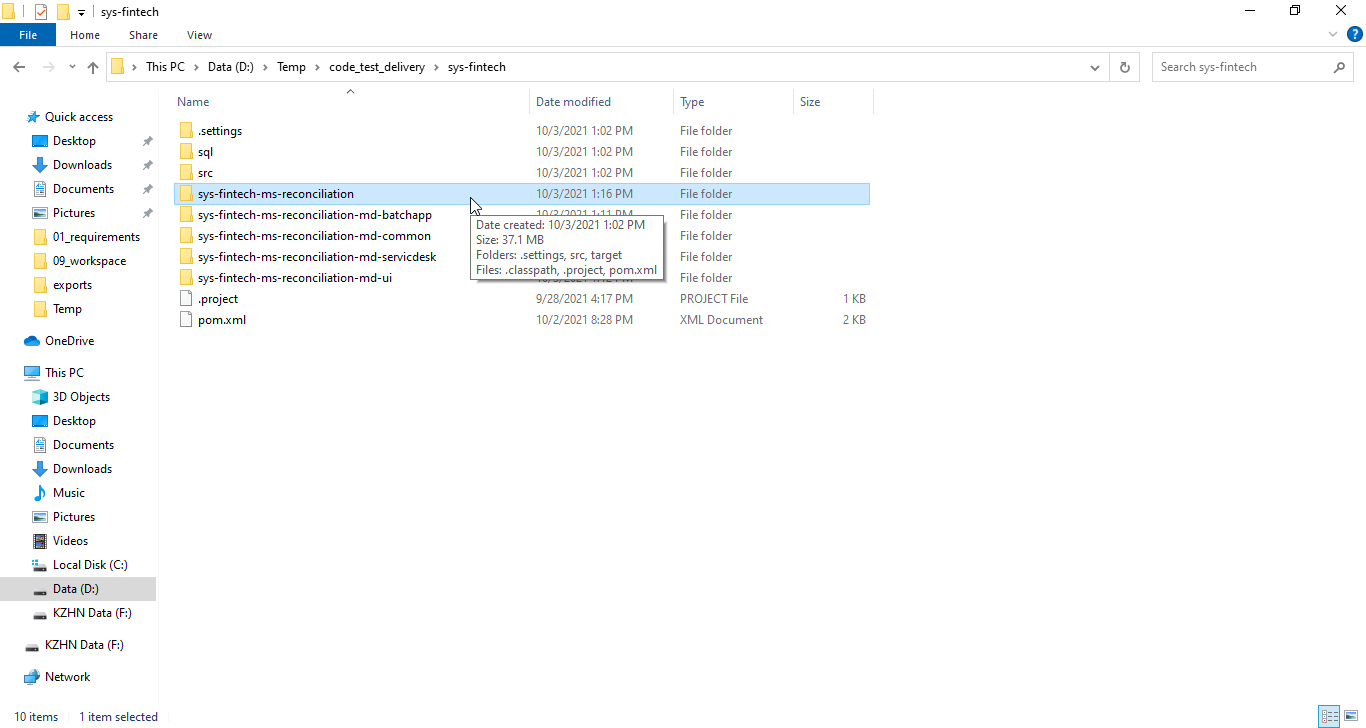 sys-fintech
File Home Share View
This PC Data (D:) Temp code_test_delivery sys-fintech Search sys-fintech
Name Date modified Type Size
Quick access
Desktop
Downloads
Documents
Pictures
01_requirements
09_workspace
exports
Temp
OneDrive
This PC
3D Objects
Desktop
Documents
Downloads
Music
Pictures
Videos
Local Disk (C:)
Data (D:)
KZHN Data (F:)
KZHN Data (F:)
Network
.settings 10/3/2021 1:02 PM File folder
sql 10/3/2021 1:02 PM File folder
src 10/3/2021 1:02 PM File folder
sys-fintech-ms-reconciliation 10/3/2021 1:16 PM File folder
sys-fintech-ms-reconciliation-md-batchapp 10/3/2021 1:11 PM File folder
sys-fintech-ms-reconciliation-md-common File folder
sys-fintech-ms-reconciliation-md-servicdesk File folder
sys-fintech-ms-reconciliation-md-ui File folder
.project 9/28/2021 4:17 PM PROJECT File 1 KB
pom.xml 10/2/2021 8:28 PM XML Document 2 KB
Date created: 10/3/2021 1:02 PM
Size: 37.1 MB
Folders: .settings, src, target
Files: .classpath, .project, pom.xml
10 items 1 item selected